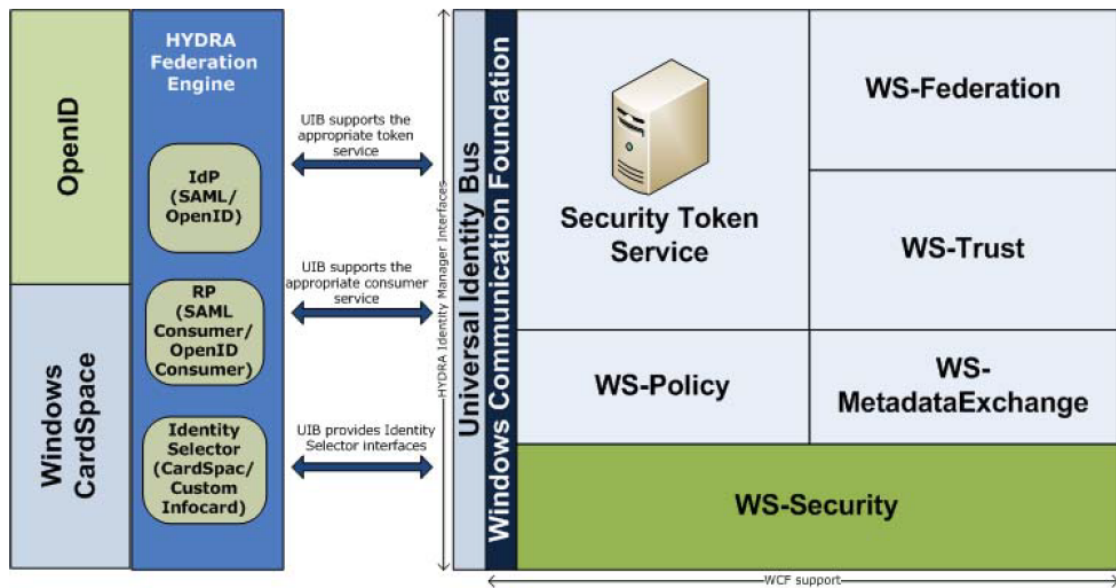 OpenID
Windows
CardSpace
HYDRA
Federation
Engine
IdP
(SAML/
OpenID)
RP
(SAML
Consumer/
OpenID
Consumer)
Identity
Selector
(CardSpac/
Custom
Infocard)
UIB supports the
appropriate token
service
UIB supports the
appropriate consumer
service
UIB provides Identity
Selector interfaces
HYDRA Identity Manager Interfaces
Universal Identity Bus
Windows Communication Foundation
Security Token
Service
WS-Federation
WS-Trust
WS-Policy
WS-
MetadataExchange
WS-Security
WCF support